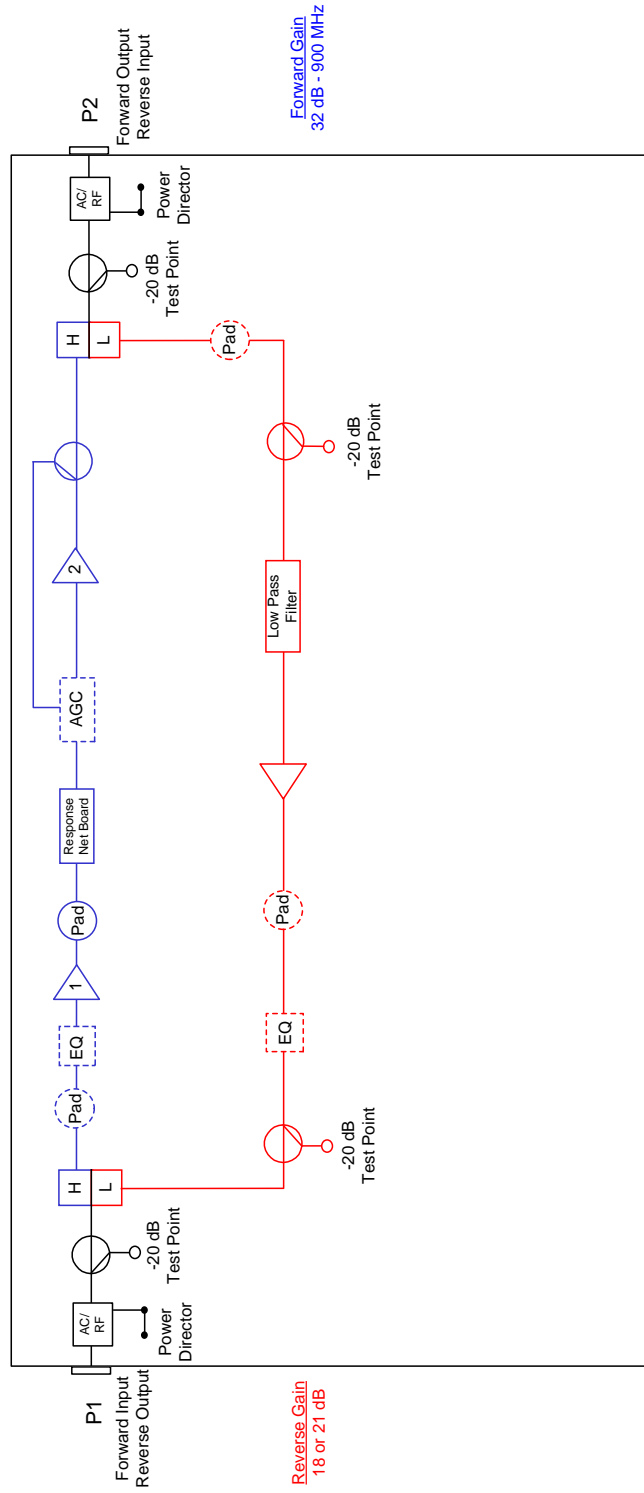 P1
Forward Input
Reverse Output
AC/
RF
Power
Director
-20 dB
Test Point
H
L
Pad
EQ
1
Pad
Response
Net Board
AGC
2
H
L
-20 dB
Test Point
AC/
RF
Power
Director
P2
Forward Output
Reverse Input
Reverse Gain
18 or 21 dB
-20 dB
Test Point
EQ
Pad
Low Pass
Filter
-20 dB
Test Point
Pad
Forward Gain
32 dB - 900 MHz